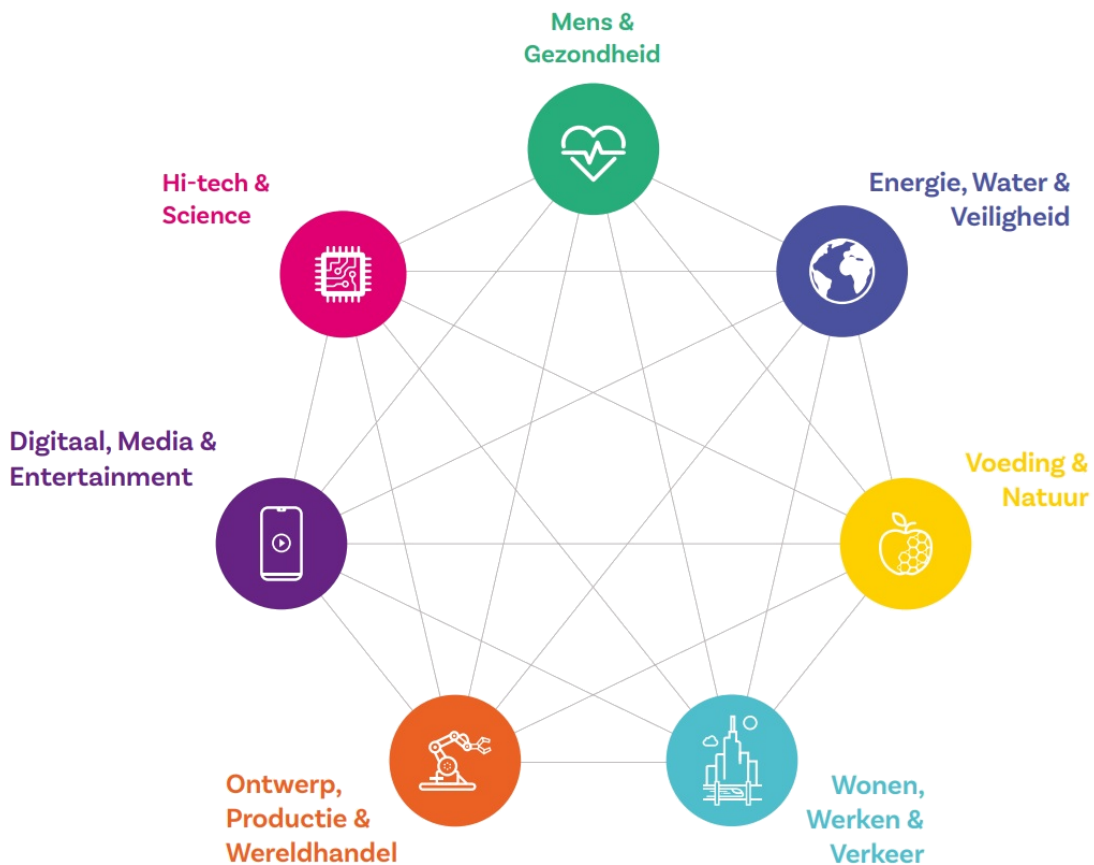 Mens &
Gezondheid
Hi-tech &
Science
Energie, Water &
Veiligheid
Digitaal, Media &
Entertainment
Voeding &
Natuur
Ontwerp,
Productie &
Wereldhandel
Wonen,
Werken &
Verkeer